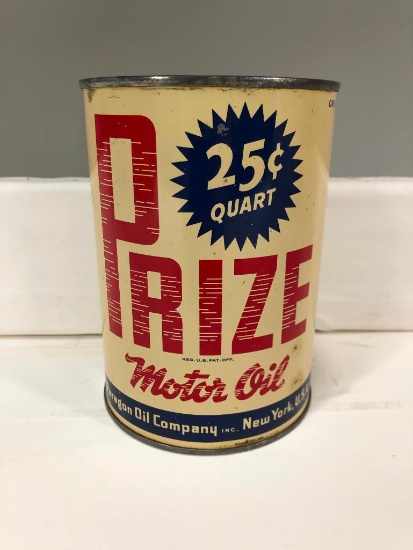 25¢
QUART
PRIZE
REG. U.S. PAT. OFF.
Motor Oil
Oil Company INC. New York, U.S.